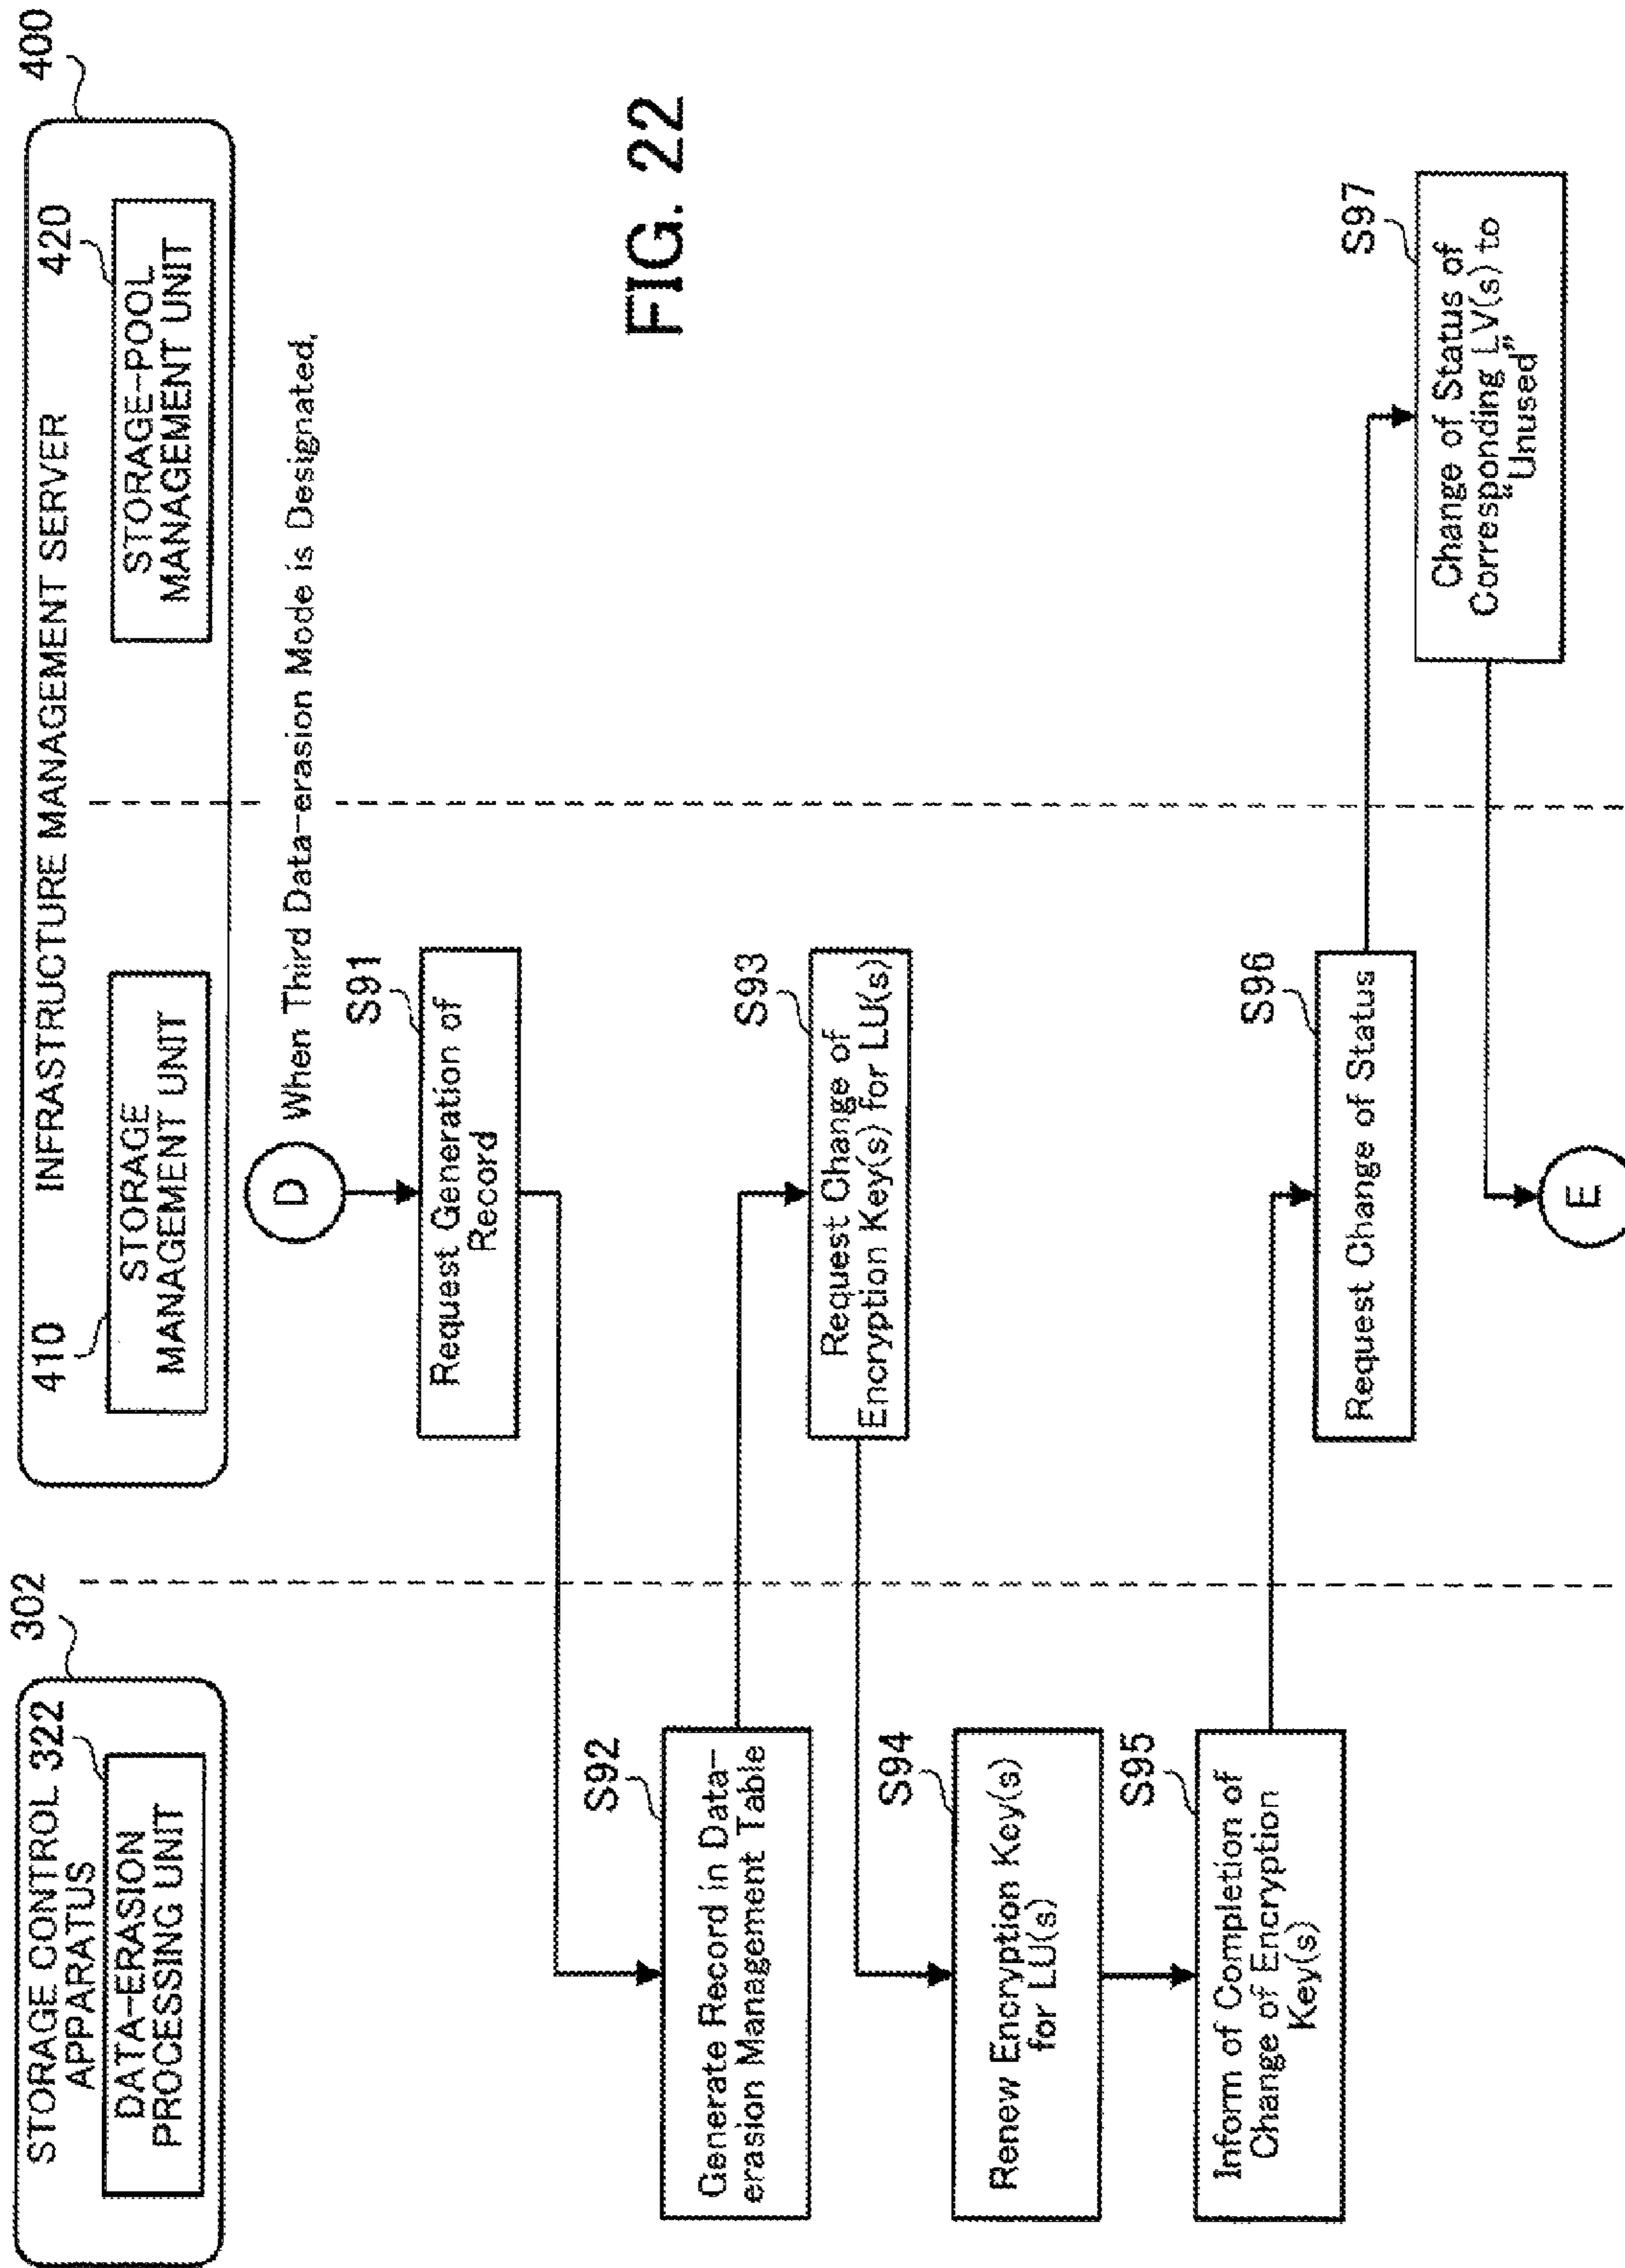 STORAGE CONTROL
APPARATUS
302
322
DATA-ERASION
PROCESSING UNIT
INFRASTRUCTURE MANAGEMENT SERVER
400
410
STORAGE
MANAGEMENT UNIT
420
STORAGE-POOL
MANAGEMENT UNIT
D
When Third Data-erasion Mode is Designated,
S91
Request Generation of
Record
S92
Generate Record in Data-
erasion Management Table
S93
Request Change of
Encryption Key(s) for LU(s)
S94
Renew Encryption Key(s)
for LU(s)
S95
Inform of Completion of
Change of Encryption
Key(s)
S96
Request Change of Status
S97
Change of Status of
Corresponding LV(s) to
“Unused”
E
FIG. 22